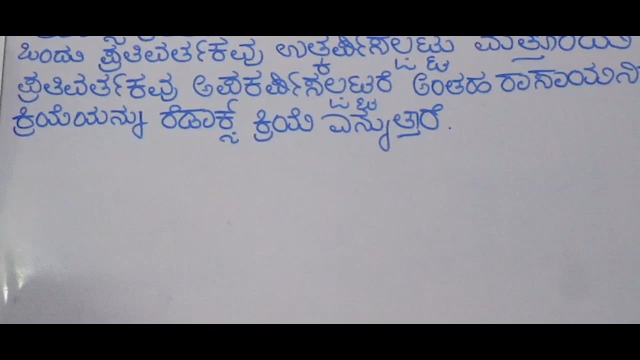 ಒಂದು ಪ್ರತಿವರ್ತಕವು ಉತ್ಕರ್ಷಿಸಲ್ಪಟ್ಟು ಮತ್ತೊಂದು
ಪ್ರತಿವರ್ತಕವು ಅಪಕರ್ಷಿಸಲ್ಪಟ್ಟರೆ ಅಂತಹ ರಾಸಾಯನಿ
ಕ್ರಿಯೆಯನ್ನು ರೆಡಾಕ್ಸ್ ಕ್ರಿಯೆ ಎನ್ನುತ್ತಾರೆ.